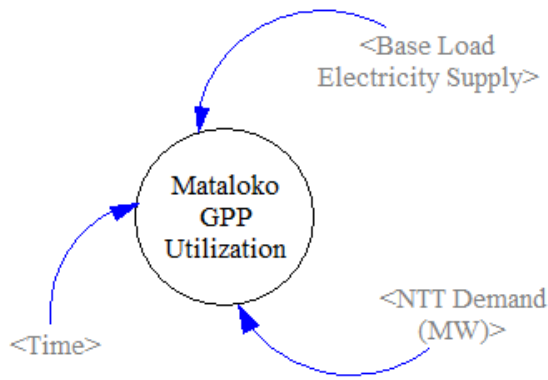 <Base Load
Electricity Supply>
Mataloko
GPP
Utilization
<NTT Demand
(MW)>
<Time>